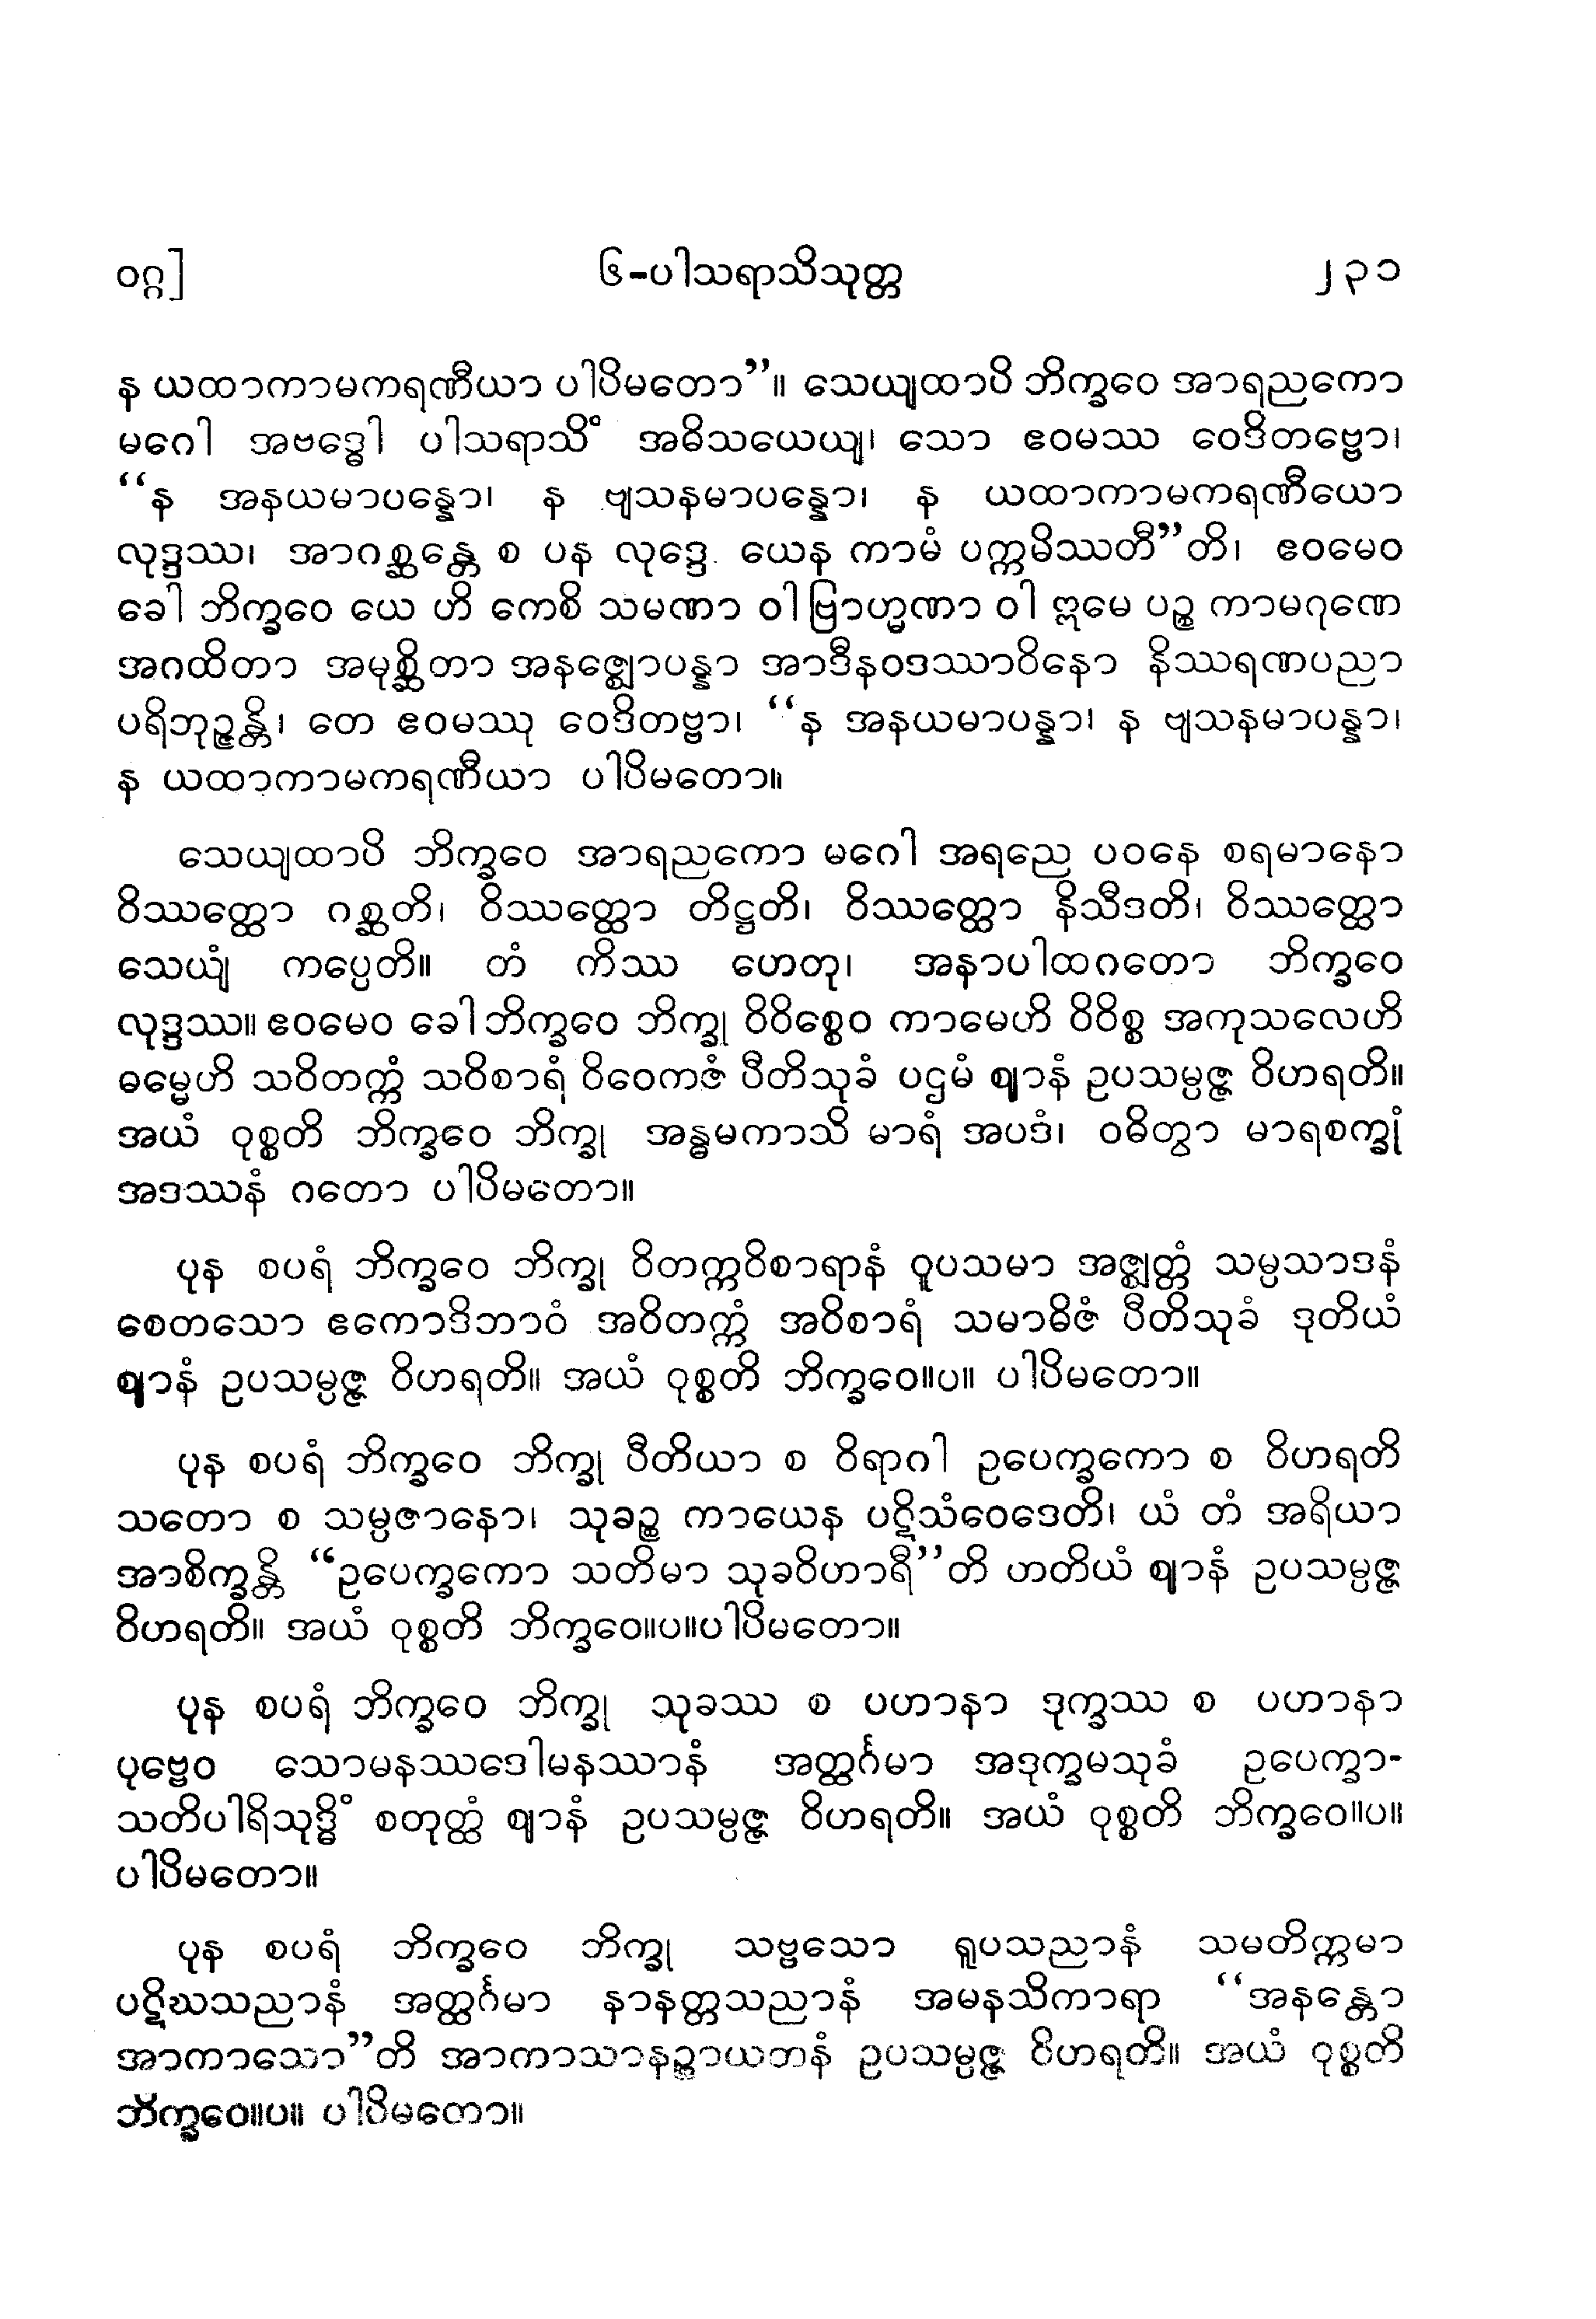 ဝဂ္ဂ] ၆-ပါသရာသိသုတ္တ ၂၃၁
န ယထာကာမကရဏီယာ ပါပိမတော”။ သေယျထာပိ ဘိက္ခဝေ အာရညကော
မဂေါ အဗဒ္ဓေါ ပါသရာသိံ အဓိသယေယျ၊ သော ဧဝမဿ ဝေဒိတဗ္ဗော၊
“န အနယမာပန္နော၊ န ဗျသနမာပန္နော၊ န ယထာကာမကရဏီယော
လုဒ္ဒဿ၊ အာဂစ္ဆန္တေ စ ပန လုဒ္ဒေ ယေန ကာမံ ပက္ကမိဿတီ”တိ၊ ဧဝမေဝ
ခေါ ဘိက္ခဝေ ယေ ဟိ ကေစိ သမဏာ ဝါ ဗြာဟ္မဏာ ဝါ ဣမေ ပဉ္စ ကာမဂုဏေ
အဂထိတာ အမုစ္ဆိတာ အနဇ္ဈောပန္နာ အာဒီနဝဒဿာဝိနော နိဿရဏပညာ
ပရိဘုဉ္ဇန္တိ၊ တေ ဧဝမဿု ဝေဒိတဗ္ဗာ၊ “န အနယမာပန္နာ၊ န ဗျသနမာပန္နာ၊
န ယထာကာမကရဏီယာ ပါပိမတော။
သေယျထာပိ ဘိက္ခဝေ အာရညကော မဂေါ အရညေ ပဝနေ စရမာနော
ဝိဿတ္ထော ဂစ္ဆတိ၊ ဝိဿတ္ထော တိဋ္ဌတိ၊ ဝိဿတ္ထော နိသီဒတိ၊ ဝိဿတ္ထော
သေယျံ ကပ္ပေတိ။ တံ ကိဿ ဟေတု၊ အနာပါထဂတော ဘိက္ခဝေ
လုဒ္ဒဿ။ ဧဝမေဝ ခေါ ဘိက္ခဝေ ဘိက္ခု ဝိဝိစ္စေဝ ကာမေဟိ ဝိဝိစ္စ အကုသလေဟိ
ဓမ္မေဟိ သဝိတက္ကံ သဝိစာရံ ဝိဝေကဇံ ပီတိသုခံ ပဌမံ ဈာနံ ဥပသမ္ပဇ္ဇ ဝိဟရတိ။
အယံ ဝုစ္စတိ ဘိက္ခဝေ ဘိက္ခု အန္ဓမကာသိ မာရံ အပဒံ၊ ဝဓိတွာ မာရစက္ခုံ
အဒဿနံ ဂတော ပါပိမတော။
ပုန စပရံ ဘိက္ခဝေ ဘိက္ခု ဝိတက္ကဝိစာရာနံ ဝူပသမာ အဇ္ဈတ္တံ သမ္ပသာဒနံ
စေတသော ဧကောဒိဘာဝံ အဝိတက္ကံ အဝိစာရံ သမာဓိဇံ ပီတိသုခံ ဒုတိယံ
ဈာနံ ဥပသမ္ပဇ္ဇ ဝိဟရတိ။ အယံ ဝုစ္စတိ ဘိက္ခဝေ။ပ။ ပါပိမတော။
ပုန စပရံ ဘိက္ခဝေ ဘိက္ခု ပီတိယာ စ ဝိရာဂါ ဥပေက္ခကော စ ဝိဟရတိ
သတော စ သမ္ပဇာနော၊ သုခဉ္စ ကာယေန ပဋိသံဝေဒေတိ၊ ယံ တံ အရိယာ
အာစိက္ခန္တိ “ဥပေက္ခကော သတိမာ သုခဝိဟာရီ”တိ ဟတိယံ ဈာနံ ဥပသမ္ပဇ္ဇ
ဝိဟရတိ။ အယံ ဝုစ္စတိ ဘိက္ခဝေ။ပ။ပါပိမတော။
ပုန စပရံ ဘိက္ခဝေ ဘိက္ခု သုခဿ စ ပဟာနာ ဒုက္ခဿ စ ပဟာနာ
ပုဗ္ဗေဝ သောမနဿဒေါမနဿာနံ အတ္ထင်္ဂမာ အဒုက္ခမသုခံ ဥပေက္ခာ-
သတိပါရိသုဒ္ဓိံ စတုတ္ထံ ဈာနံ ဥပသမ္ပဇ္ဇ ဝိဟရတိ။ အယံ ဝုစ္စတိ ဘိက္ခဝေ။ပ။
ပါပိမတော။
ပုန စပရံ ဘိက္ခဝေ ဘိက္ခု သဗ္ဗသော ရူပသညာနံ သမတိက္ကမာ
ပဋိဃသညာနံ အတ္ထင်္ဂမာ နာနတ္တသညာနံ အမနသိကာရာ “အနန္တော
အာကာသော”တိ အာကာသာနဉ္စာယတနံ ဥပသမ္ပဇ္ဇ ဝိဟရတိ။ အယံ ဝုစ္စတိ
ဘိက္ခဝေ။ပ။ ပါပိမတော။